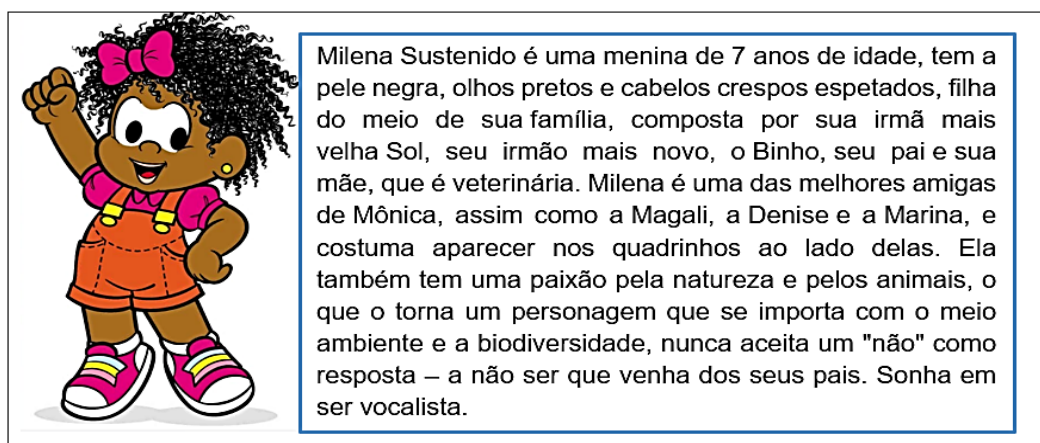 Milena Sustenido é uma menina de 7 anos de idade, tem a
pele negra, olhos pretos e cabelos crespos espetados, filha
do meio de sua família, composta por sua irmã mais
velha Sol, seu irmão mais novo, o Binho, seu pai e sua
mãe, que é veterinária. Milena é uma das melhores amigas
de Mônica, assim como a Magali, a Denise e a Marina, e
costuma aparecer nos quadrinhos ao lado delas. Ela
também tem uma paixão pela natureza e pelos animais, o
que o torna um personagem que se importa com o meio
ambiente e a biodiversidade, nunca aceita um "não" como
resposta – a não ser que venha dos seus pais. Sonha em
ser vocalista.